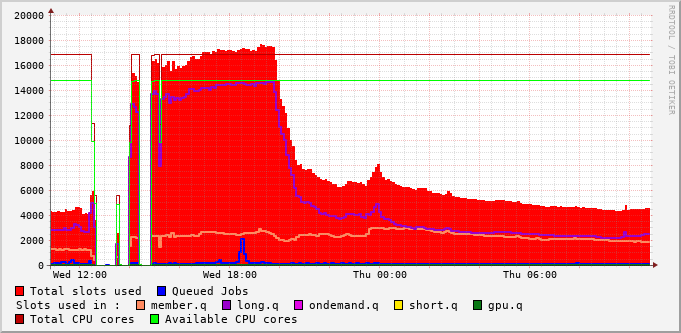 20000
18000
16000
14000
12000
10000
8000
6000
4000
2000
0
Wed 12:00 Wed 18:00 Thu 00:00 Thu 06:00
RRDTOOL / TOBI OETIKER
Total slots used Queued Jobs
Slots used in : member.q long.q ondemand.q short.q gpu.q
Total CPU cores Available CPU cores